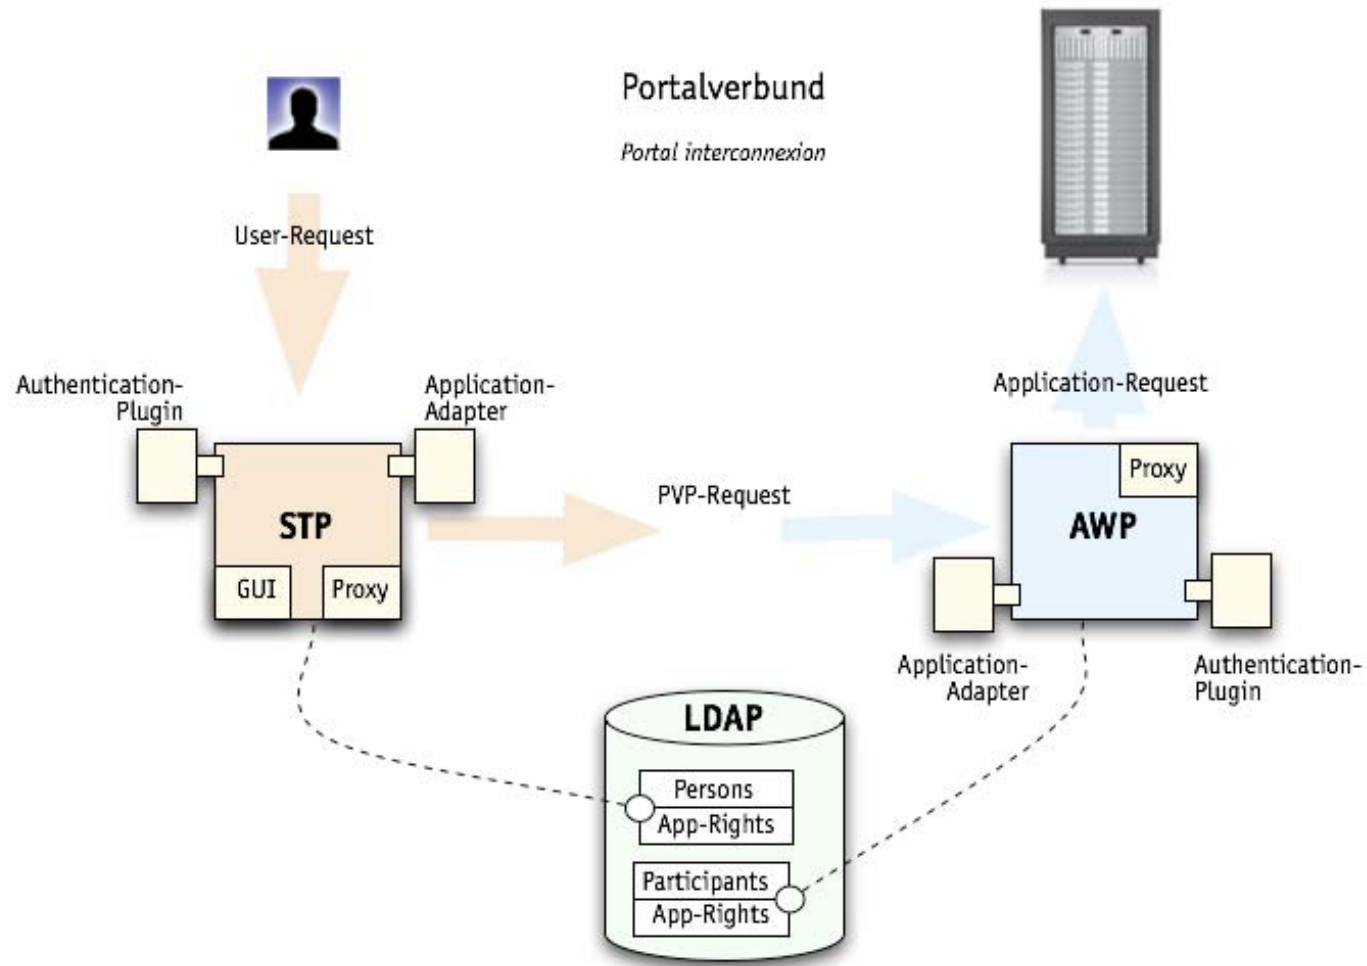 Portalverbund
Portal interconnexion
User-Request
Authentication-
Plugin
Application-
Adapter
Application-Request
STP
GUI
Proxy
PVP-Request
Proxy
AWP
Application-
Adapter
Authentication-
Plugin
LDAP
Persons
App-Rights
Participants
App-Rights